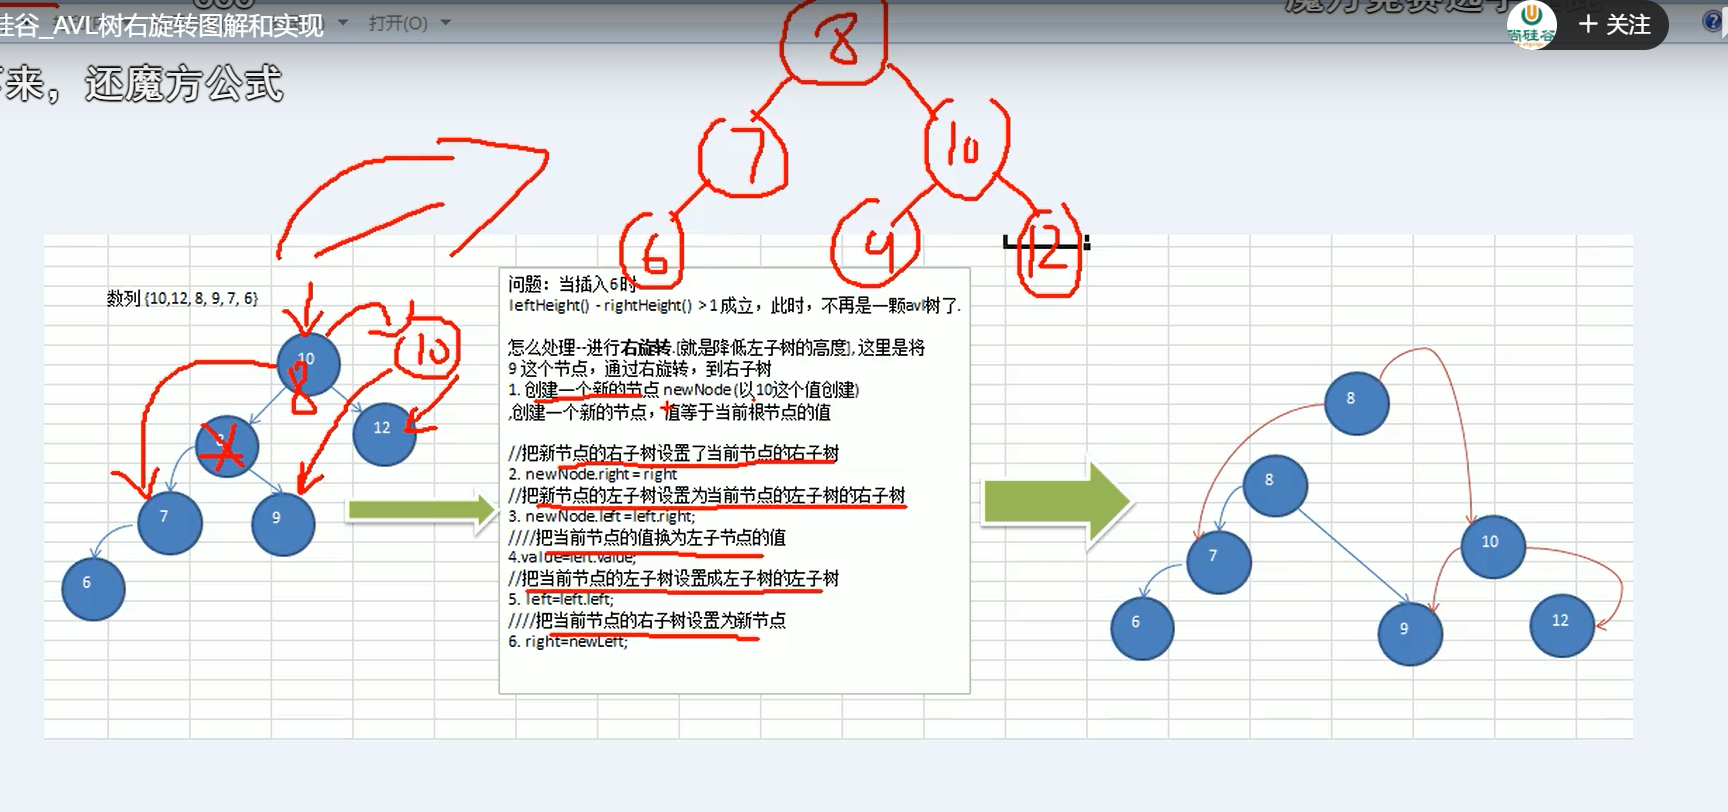 硅谷_AVL树右旋转图解和实现
打开(O)
+ 关注
尚硅谷
来，还魔方公式
8
7
10
6
9
12
数列 {10,12, 8, 9, 7, 6}
10
8
10
12
7
9
6
问题：当插入6时
leftHeight() - rightHeight() > 1 成立，此时，不再是一颗avl树了.
怎么处理--进行右旋转.[就是降低左子树的高度], 这里是将
9 这个节点，通过右旋转，到右子树
1. 创建一个新的节点 newNode (以10这个值创建)
,创建一个新的节点，值等于当前根节点的值
//把新节点的右子树设置了当前节点的右子树
2. newNode.right = right
//把新节点的左子树设置为当前节点的左子树的右子树
3. newNode.left =left.right;
////把当前节点的值换为左子节点的值
4.value=left.value;
//把当前节点的左子树设置成左子树的左子树
5. left=left.left;
////把当前节点的右子树设置为新节点
6. right=newLeft;
8
8
7
10
6
9
12